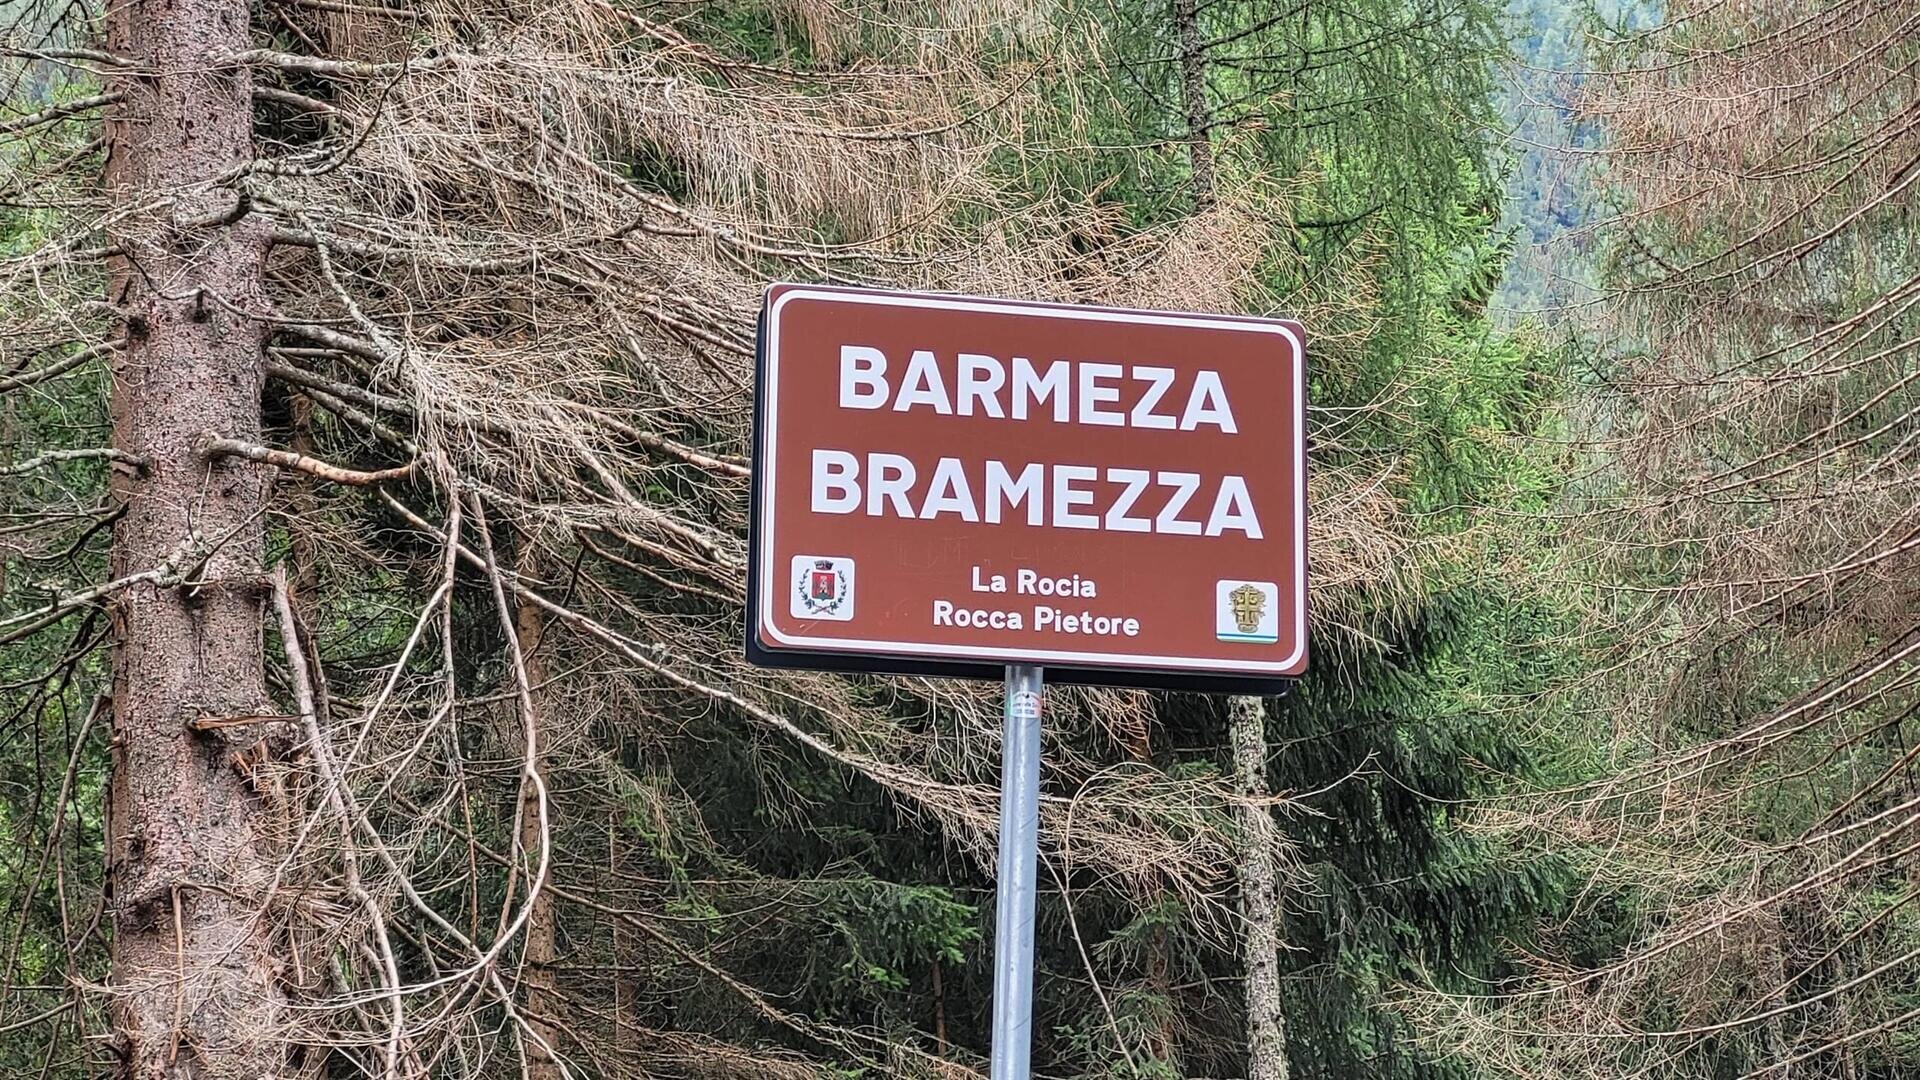 BARMEZA
BRAMEZZA
La Rocia
Rocca Pietore